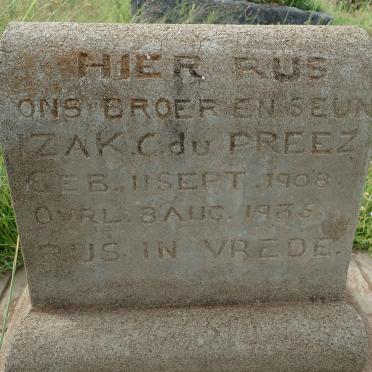 HIER RUS
ONS BROER EN SEUN
IZAK.C.du PREEZ
GEB. 11 SEPT. 1908.
OVRL. 8 AUG. 1935.
RUS IN VREDE.